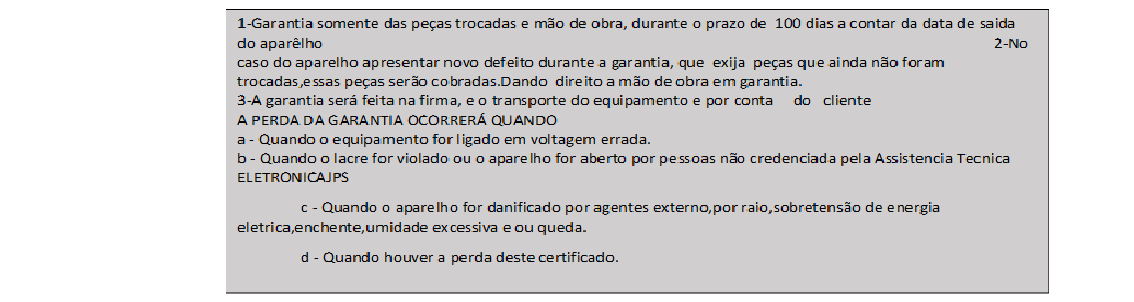 1-Garantia somente das peças trocadas e mão de obra, durante o prazo de 100 dias a contar da data de saida
do aparêlho 2-No
caso do aparelho apresentar novo defeito durante a garantia, que exija peças que ainda não foram
trocadas,essas peças serão cobradas.Dando direito a mão de obra em garantia.
3-A garantia será feita na firma, e o transporte do equipamento e por conta do cliente
A PERDA DA GARANTIA OCORRERÁ QUANDO
a - Quando o equipamento for ligado em voltagem errada.
b - Quando o lacre for violado ou o aparelho for aberto por pessoas não credenciada pela Assistencia Tecnica
ELETRONICAJPS
c - Quando o aparelho for danificado por agentes externo,por raio,sobretensão de energia
eletrica,enchente,umidade excessiva e ou queda.
d - Quando houver a perda deste certificado.